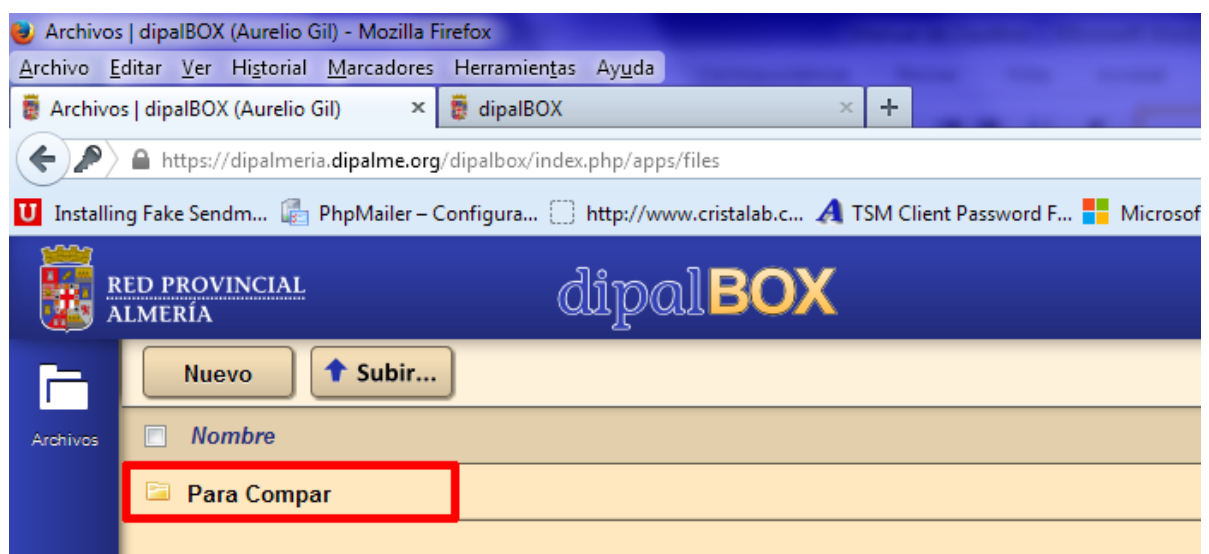 Archivos | dipalBOX (Aurelio Gil) - Mozilla Firefox
Archivo Editar Ver Historial Marcadores Herramientas Ayuda
Archivos | dipalBOX (Aurelio Gil) × dipalBOX × +
https://dipalmeria.dipalme.org/dipalbox/index.php/apps/files
U Installing Fake Sendm... PhpMailer – Configura... http://www.cristalab.c... TSM Client Password F... Microsof
RED PROVINCIAL
ALMERÍA
dipalBOX
Nuevo Subir...
Archivos
Nombre
Para Compar